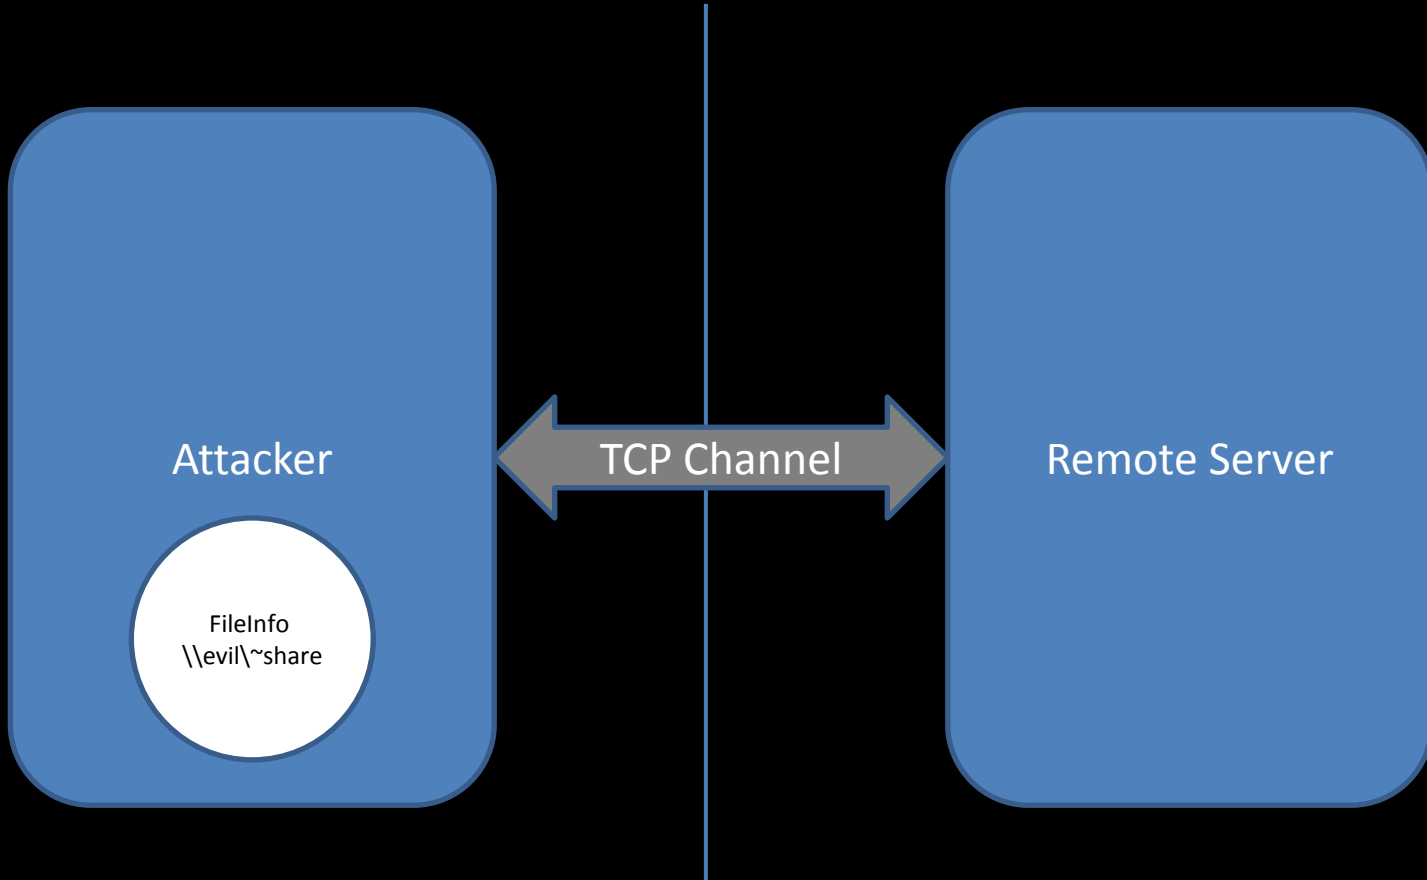 Attacker
TCP Channel
Remote Server
FileInfo
\\evil\~share